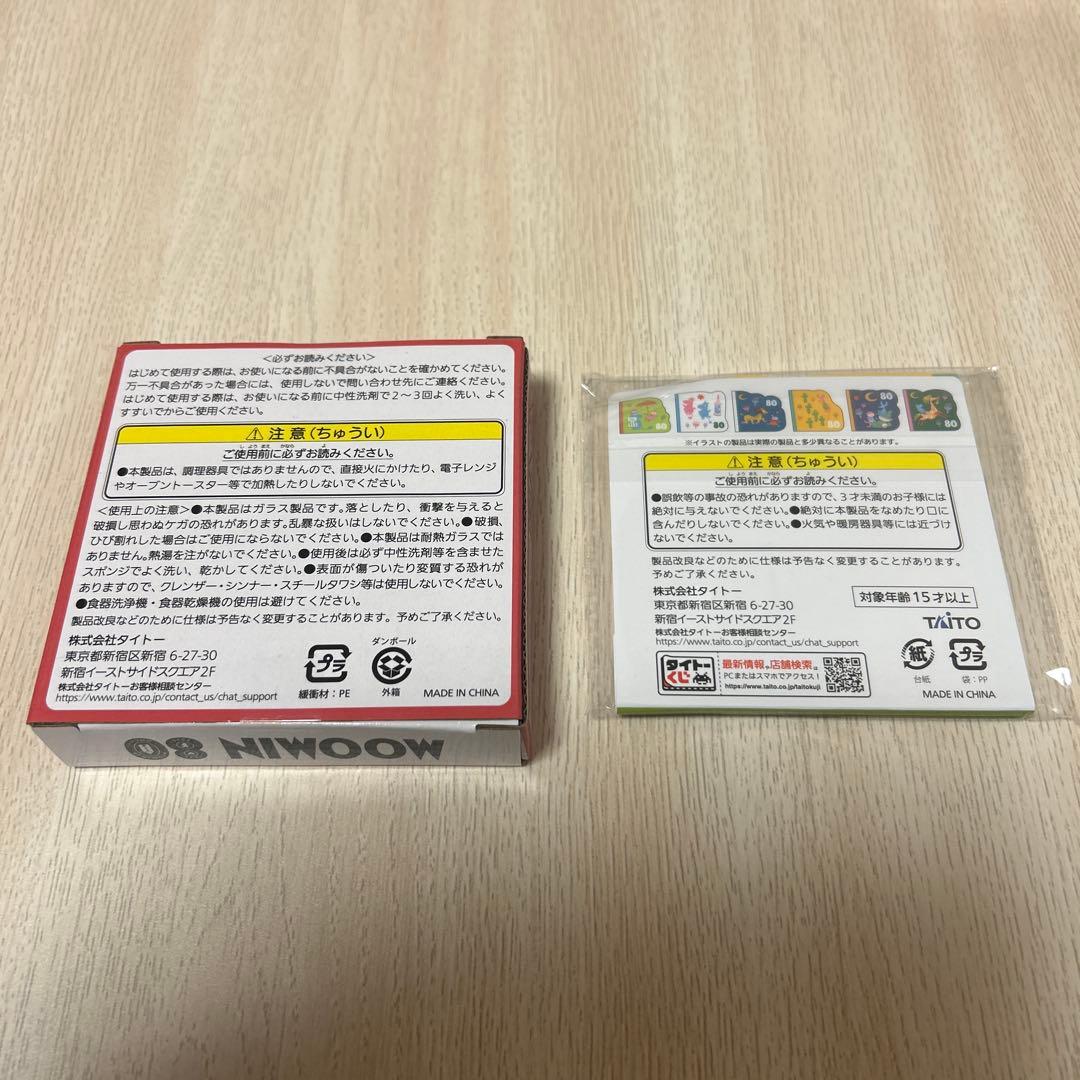 <必ずお読みください>
はじめて使用する際は、お使いになる前に不具合がないことを確かめてください。
万一不具合があった場合には、使用しないで問い合わせ先にご連絡ください。
はじめて使用する際は、お使いになる前に中性洗剤で2〜3回よく洗い、よく
すすいでからご使用ください。
⚠ 注意(ちゅうい)
ご使用前に必ずお読みください。
●本製品は、調理器具ではありませんので、直接火にかけたり、電子レンジ
やオーブントースター等で加熱したりしないでください。
<使用上の注意>●本製品はガラス製品です。落としたり、衝撃を与えると
破損し思わぬケガの恐れがあります。乱暴な扱いはしないでください。●破損、
ひび割れした場合はご使用にならないでください。●本製品は耐熱ガラスでは
ありません。熱湯を注がないでください。●使用後は必ず中性洗剤等を含ませた
スポンジでよく洗い、乾かしてください。●表面が傷ついたり変質する恐れが
ありますので、クレンザー・シンナー・スチールタワシ等は使用しないでください。
●食器洗浄機・食器乾燥機の使用は避けてください。
製品改良などのために仕様は予告なく変更することがあります。予めご了承ください。
株式会社タイトー
東京都新宿区新宿 6-27-30
新宿イーストサイドスクエア2F
株式会社タイトーお客様相談センター
https://www.taito.co.jp/contact_us/chat_support
プラ
緩衝材:PE
ダンボール
外箱
MADE IN CHINA
MOOMIN 80
80 80 80 80 80 80
※イラストの製品は実際の製品と多少異なることがあります。
⚠ 注意(ちゅうい)
ご使用前に必ずお読みください。
●誤飲等の事故の恐れがありますので、3才未満のお子様には
絶対に与えないでください。●絶対に本製品をなめたり口に
含んだりしないでください。●火気や暖房器具等には近づけ
ないでください。
製品改良などのために仕様は予告なく変更することがあります。
予めご了承ください。
株式会社タイトー
東京都新宿区新宿 6-27-30
新宿イーストサイドスクエア2F
株式会社タイトーお客様相談センター
https://www.taito.co.jp/contact_us/chat_support
対象年齢15才以上
TAITO
タイトーくじ
最新情報。店舗検索は
PCまたはスマホでアクセス!
https://www.taito.co.jp/taitokuji
紙
台紙
プラ
袋:PP
MADE IN CHINA